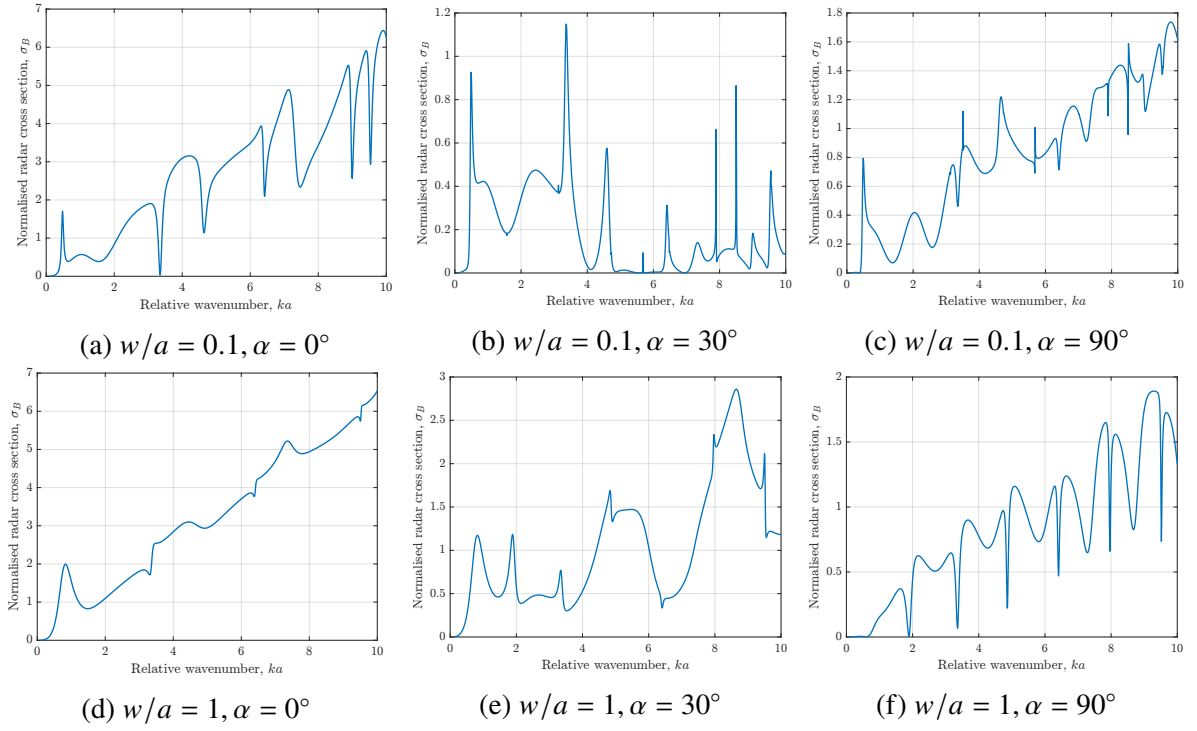 7
6
5
4
3
2
1
0
Normalised radar cross section, σ_B
0 2 4 6 8 10
Relative wavenumber, ka
(a) w/a = 0.1, α = 0°
1.2
1
0.8
0.6
0.4
0.2
0
Normalised radar cross section, σ_B
0 2 4 6 8 10
Relative wavenumber, ka
(b) w/a = 0.1, α = 30°
1.8
1.6
1.4
1.2
1
0.8
0.6
0.4
0.2
0
Normalised radar cross section, σ_B
0 2 4 6 8 10
Relative wavenumber, ka
(c) w/a = 0.1, α = 90°
7
6
5
4
3
2
1
0
Normalised radar cross section, σ_B
0 2 4 6 8 10
Relative wavenumber, ka
(d) w/a = 1, α = 0°
3
2.5
2
1.5
1
0.5
0
Normalised radar cross section, σ_B
0 2 4 6 8 10
Relative wavenumber, ka
(e) w/a = 1, α = 30°
2
1.5
1
0.5
0
Normalised radar cross section, σ_B
0 2 4 6 8 10
Relative wavenumber, ka
(f) w/a = 1, α = 90°